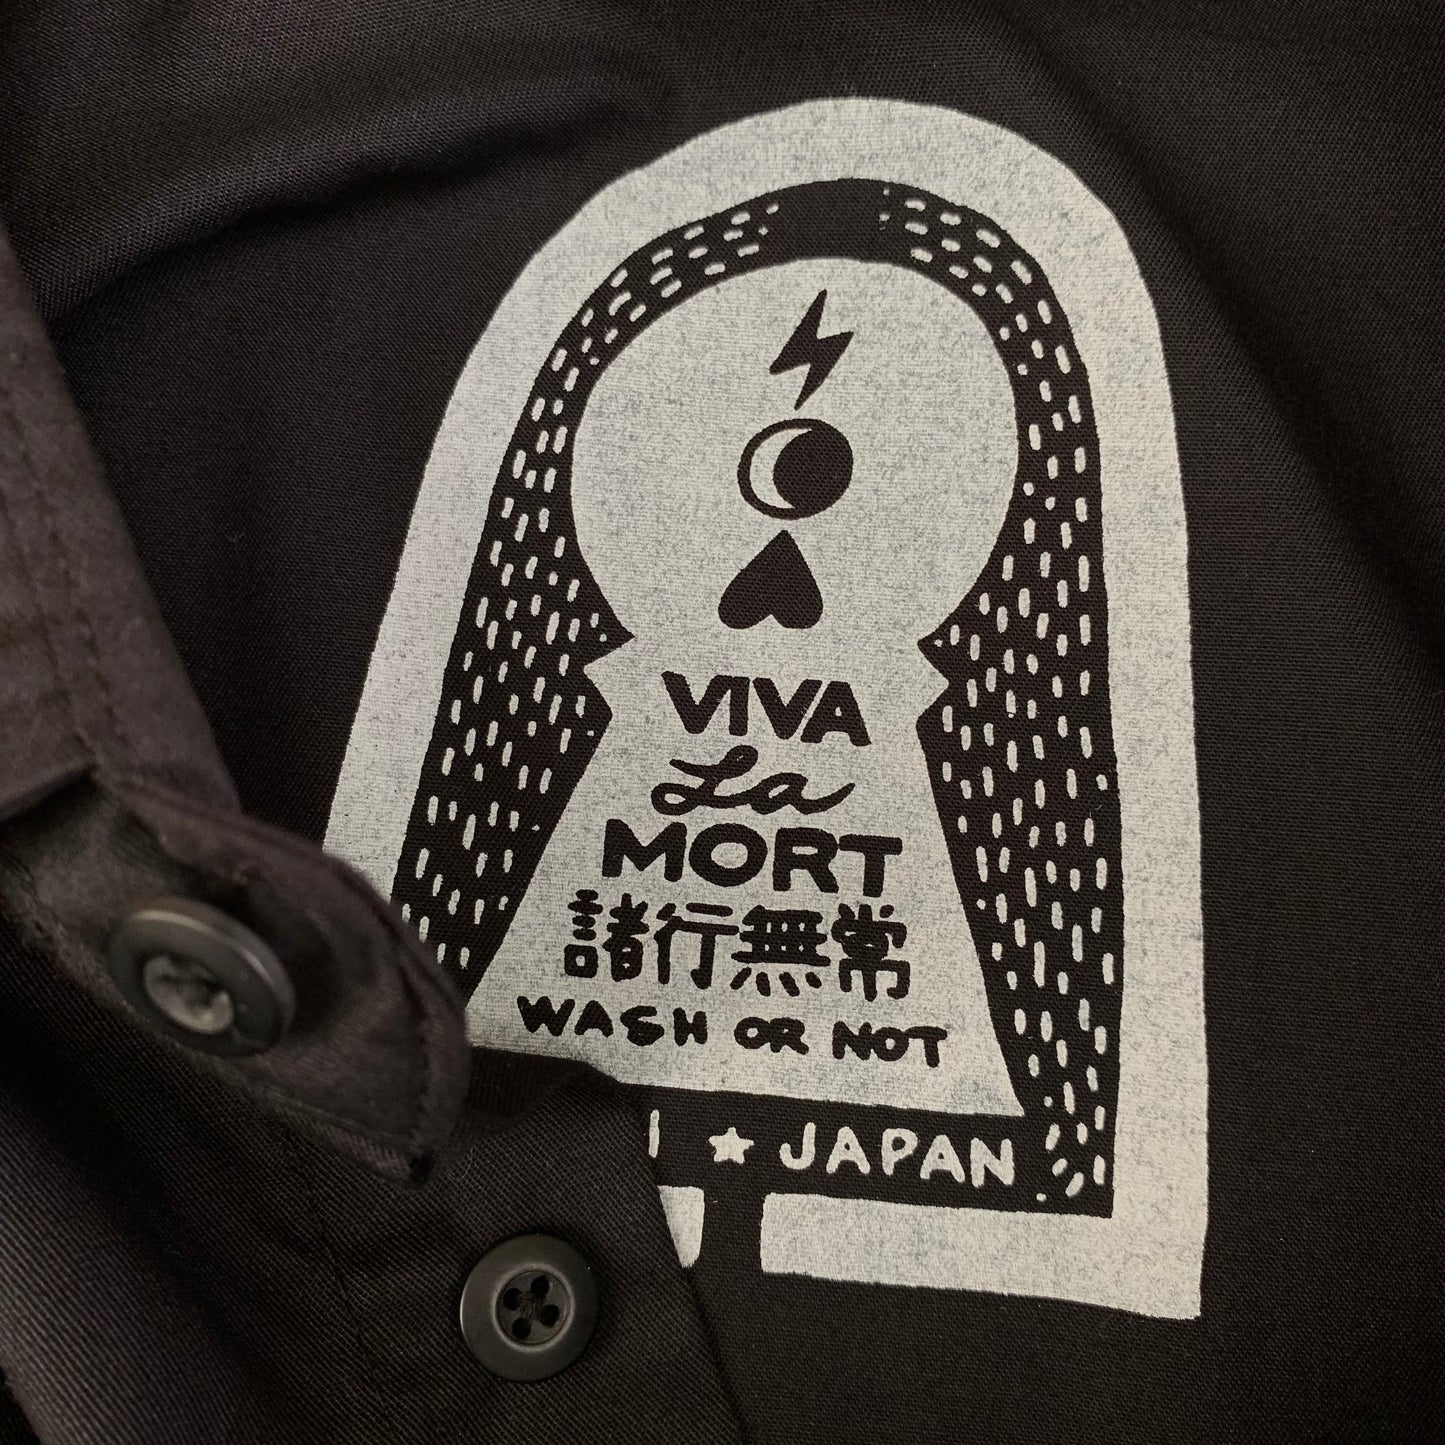 VIVA
La
MORT
諸行無常
WASH OR NOT
★ JAPAN